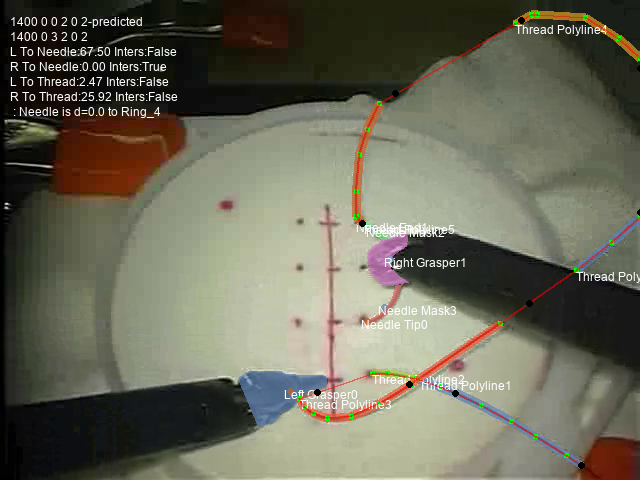 1400 0 0 2 0 2-predicted
1400 0 3 2 0 2
L To Needle:67.50 Inters:False
R To Needle:0.00 Inters:True
L To Thread:2.47 Inters:False
R To Thread:25.92 Inters:False
: Needle is d=0.0 to Ring_4
Thread Polyline4
Needle Mask2
Right Grasper1
Thread Poly
Needle Mask3
Needle Tip0
Thread Polyline1
Left Grasper0
Thread Polyline3